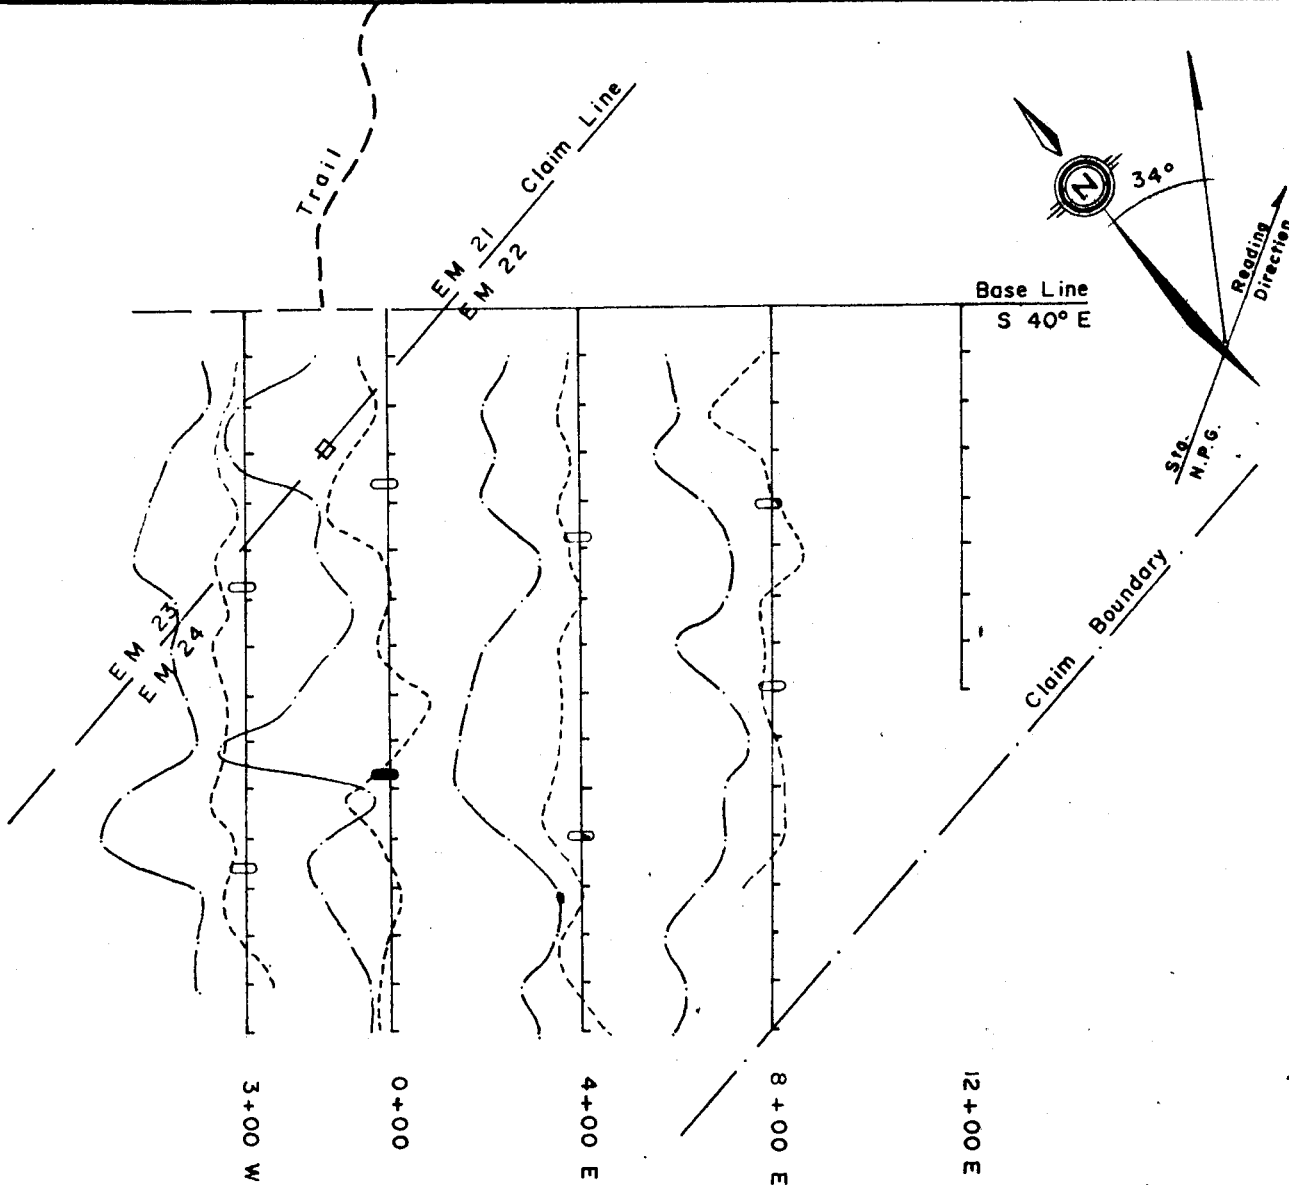 Trail
Claim Line
EM 21
EM 22
N
34°
Reading
Direction
Base Line
S 40° E
Stg.
N.P.G.
EM 23
EM 24
Claim Boundary
3+00 W
0+00
4+00 E
8+00 E
12+00 E